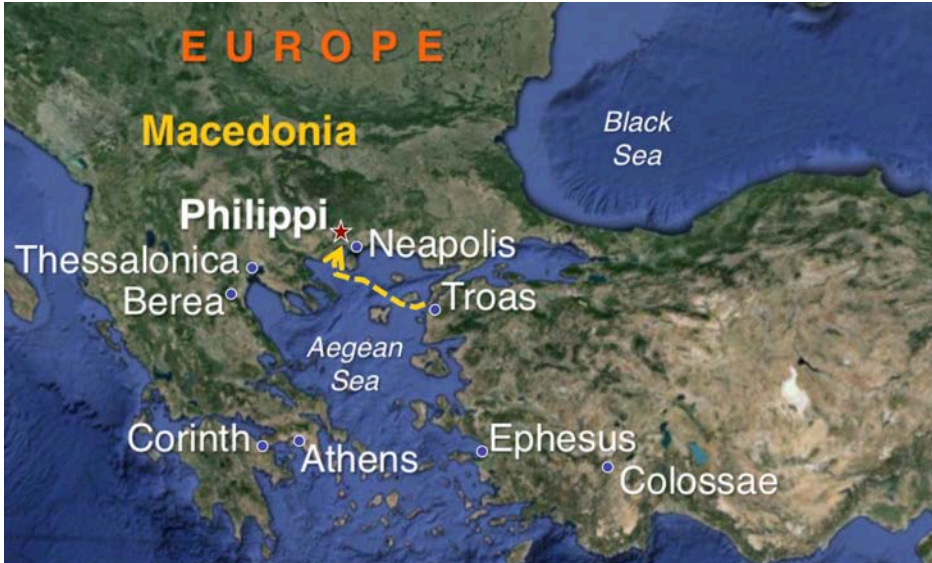 EUROPE
Macedonia
Black
Sea
Philippi
Neapolis
Thessalonica
Berea
Troas
Aegean
Sea
Corinth
Athens
Ephesus
Colossae